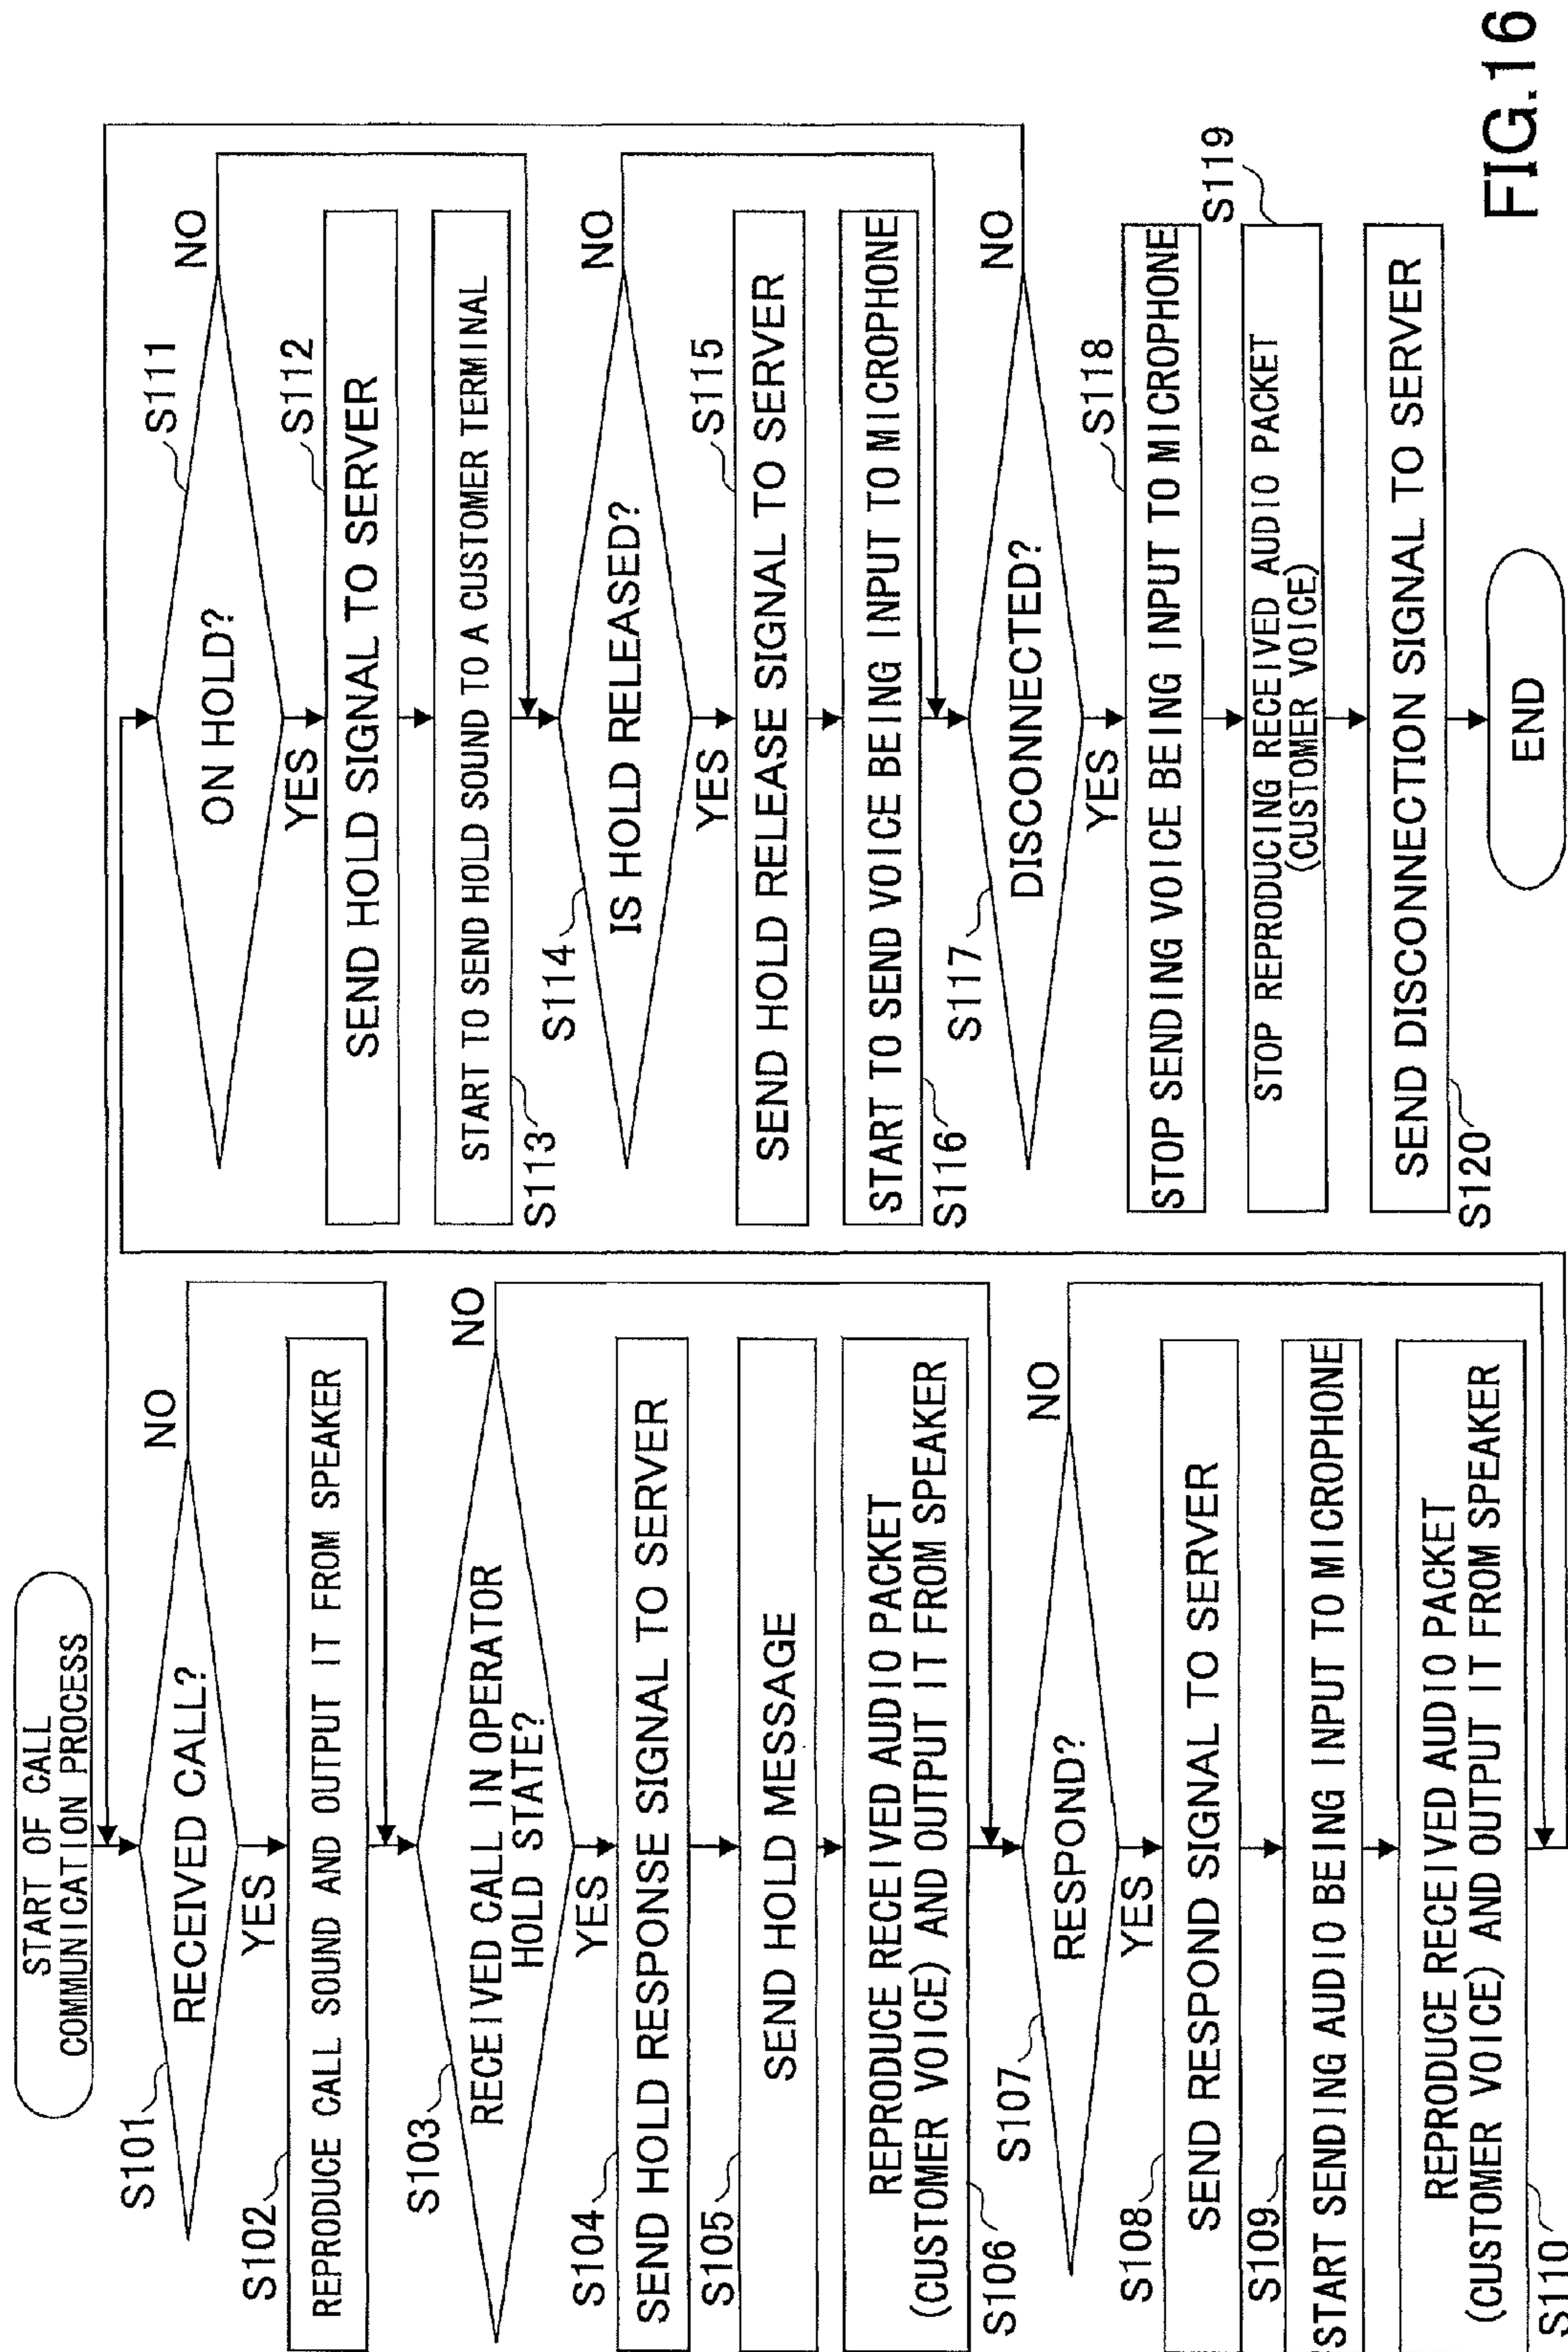 START OF CALL
COMMUNICATION PROCESS
S101
RECEIVED CALL?
NO
YES
S102
REPRODUCE CALL SOUND AND OUTPUT IT FROM SPEAKER
S103
RECEIVED CALL IN OPERATOR
HOLD STATE?
NO
YES
S104
SEND HOLD RESPONSE SIGNAL TO SERVER
S105
SEND HOLD MESSAGE
REPRODUCE RECEIVED AUDIO PACKET
(CUSTOMER VOICE) AND OUTPUT IT FROM SPEAKER
S106
S107
RESPOND?
NO
YES
S108
SEND RESPOND SIGNAL TO SERVER
S109
START SENDING AUDIO BEING INPUT TO MICROPHONE
REPRODUCE RECEIVED AUDIO PACKET
(CUSTOMER VOICE) AND OUTPUT IT FROM SPEAKER
S110
S111
ON HOLD?
NO
YES
S112
SEND HOLD SIGNAL TO SERVER
START TO SEND HOLD SOUND TO A CUSTOMER TERMINAL
S113
S114
IS HOLD RELEASED?
NO
YES
S115
SEND HOLD RELEASE SIGNAL TO SERVER
START TO SEND VOICE BEING INPUT TO MICROPHONE
S116
S117
DISCONNECTED?
NO
YES
S118
STOP SENDING VOICE BEING INPUT TO MICROPHONE
S119
STOP REPRODUCING RECEIVED AUDIO PACKET
(CUSTOMER VOICE)
SEND DISCONNECTION SIGNAL TO SERVER
S120
END
FIG.16